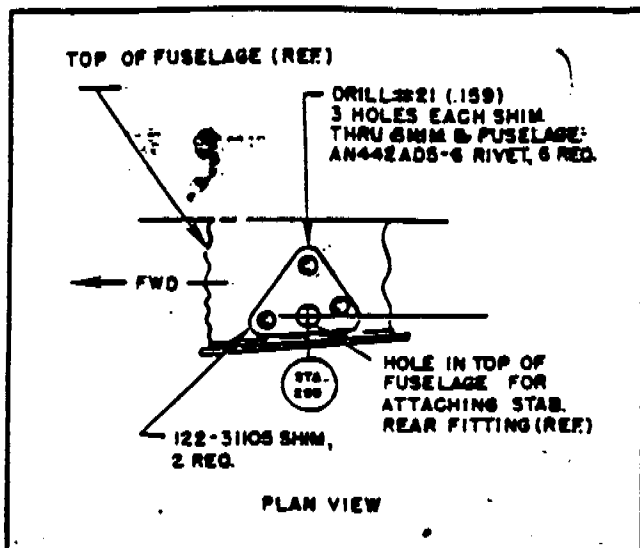 TOP OF FUSELAGE (REF.)
DRILL #21 (.159)
3 HOLES EACH SHIM
THRU SHIM & FUSELAGE:
AN442AD5-6 RIVET, 6 REQ.
FWD
STA.
HOLE IN TOP OF
FUSELAGE FOR
ATTACHING STAB.
REAR FITTING (REF.)
122-31105 SHIM,
2 REQ.
PLAN VIEW